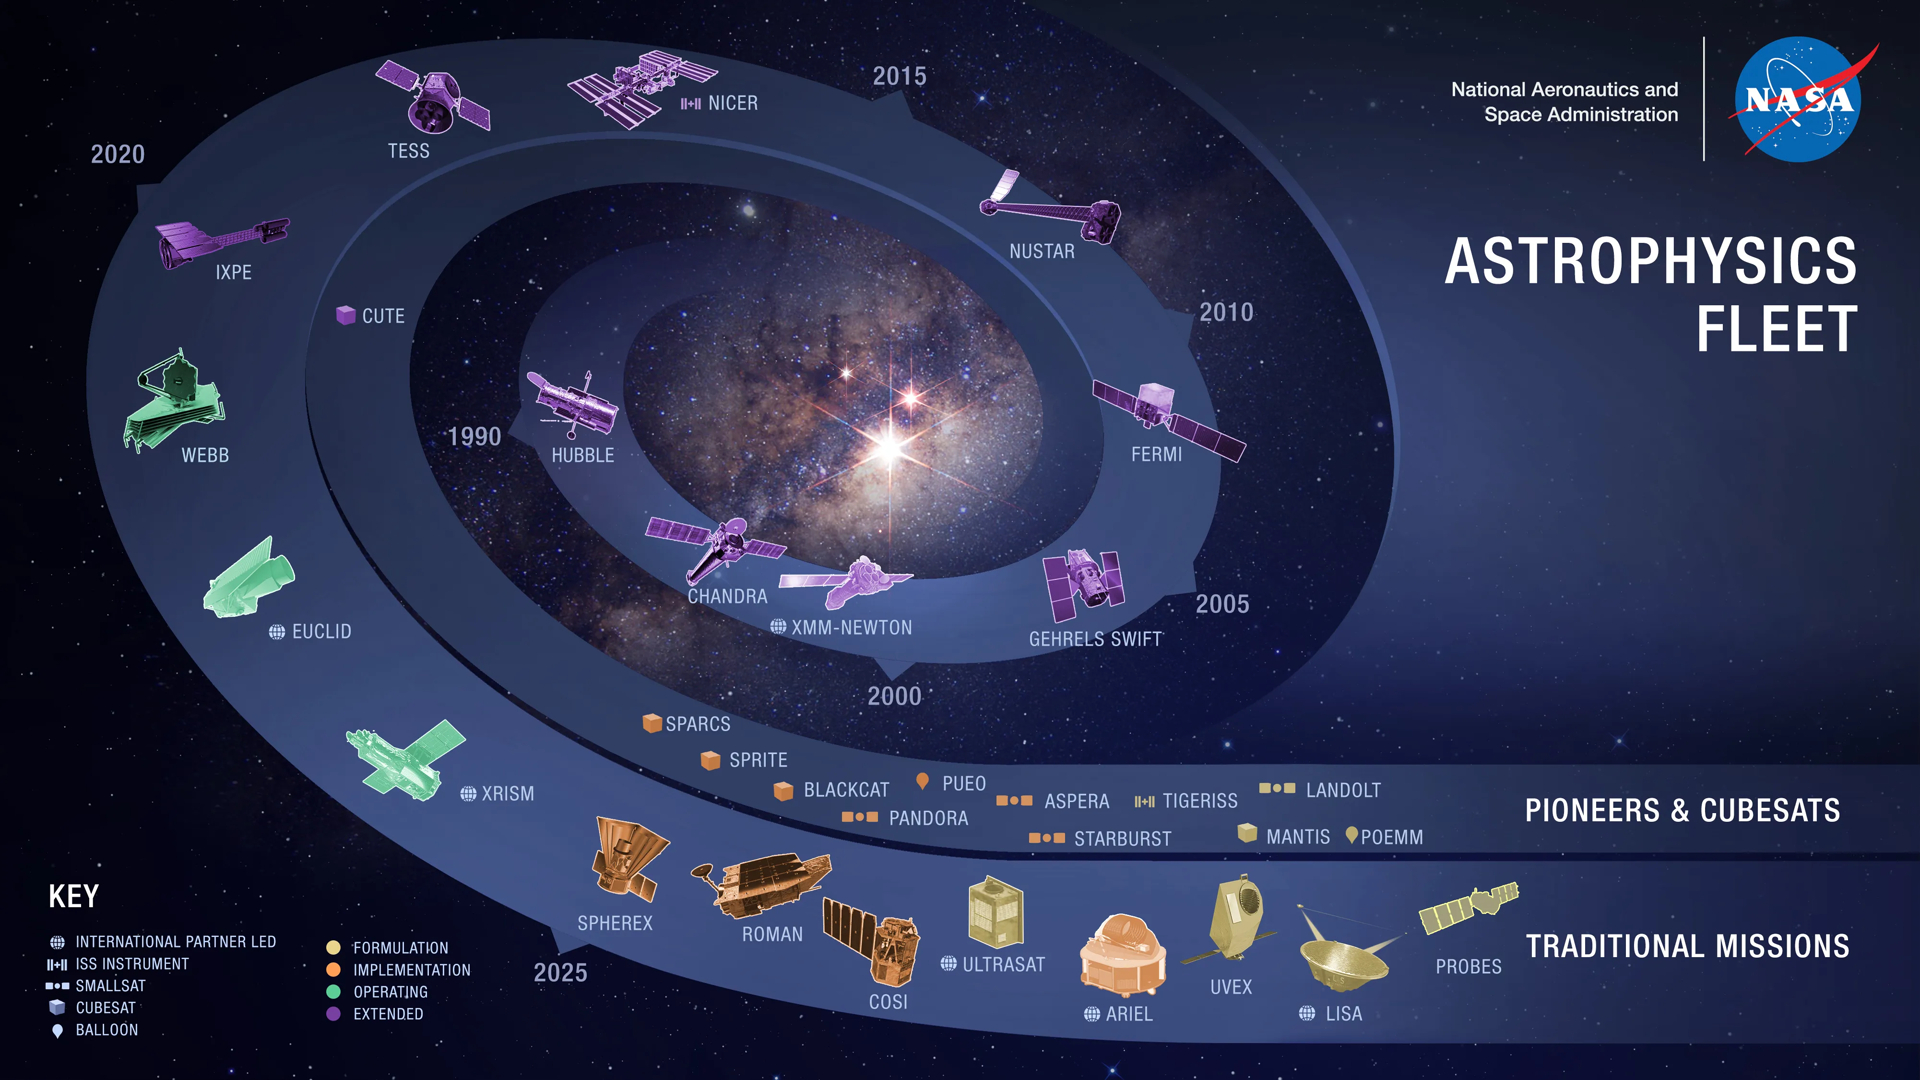 National Aeronautics and
Space Administration
NASA
ASTROPHYSICS
FLEET
2015
NICER
TESS
2020
NUSTAR
IXPE
CUTE
2010
WEBB
1990
HUBBLE
FERMI
CHANDRA
XMM-NEWTON
GEHRELS SWIFT
2005
EUCLID
2000
SPARCS
SPRITE
BLACKCAT
PUEO
PANDORA
ASPERA
TIGERISS
LANDOLT
STARBURST
MANTIS
POEMM
PIONEERS & CUBESATS
XRISM
SPHEREX
ROMAN
COSI
ULTRASAT
ARIEL
UVEX
LISA
PROBES
TRADITIONAL MISSIONS
2025
KEY
INTERNATIONAL PARTNER LED
ISS INSTRUMENT
SMALLSAT
CUBESAT
BALLOON
FORMULATION
IMPLEMENTATION
OPERATING
EXTENDED